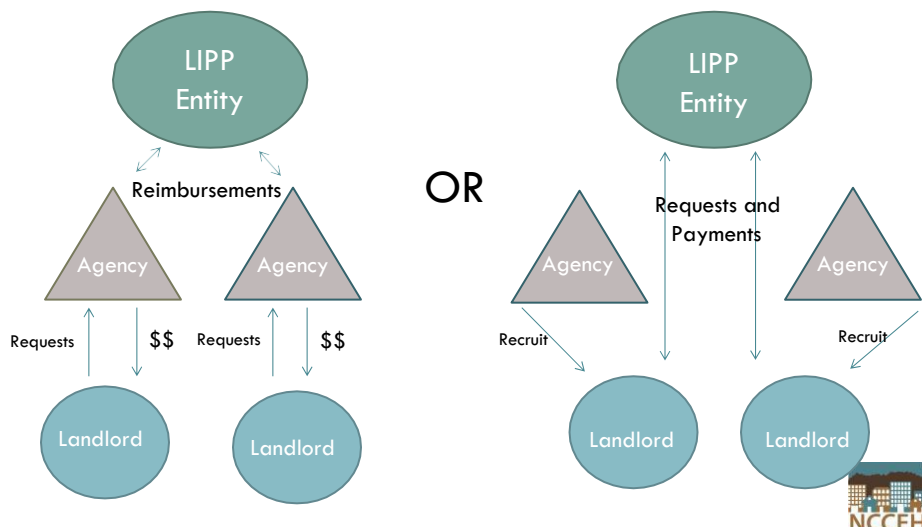 LIPP
Entity
Reimbursements
Agency
Agency
Requests
$$
Requests
$$
Landlord
Landlord
OR
LIPP
Entity
Requests and
Payments
Agency
Agency
Recruit
Recruit
Landlord
Landlord
NCCEH